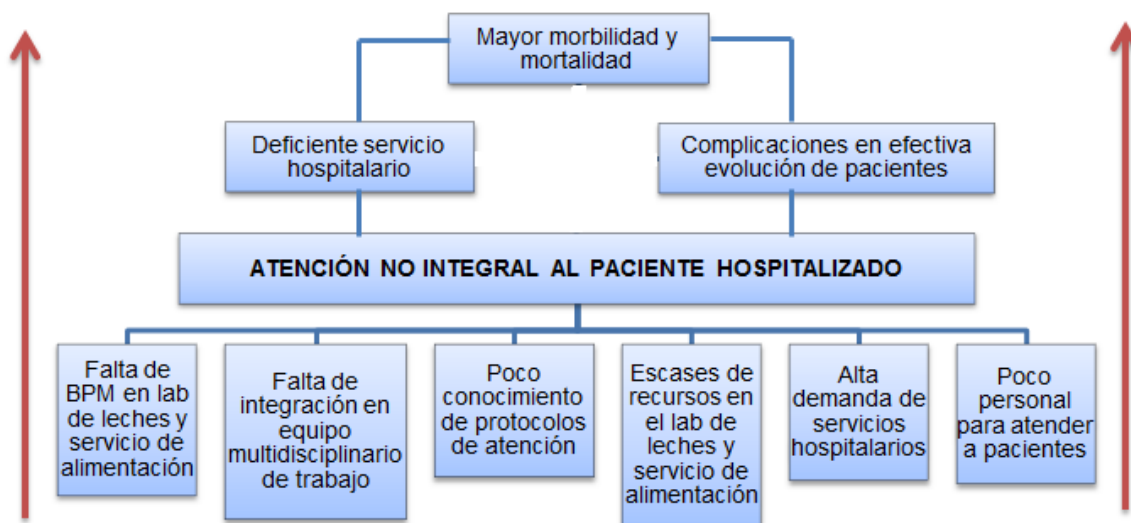 Mayor morbilidad y
mortalidad
Deficiente servicio
hospitalario
Complicaciones en efectiva
evolución de pacientes
ATENCIÓN NO INTEGRAL AL PACIENTE HOSPITALIZADO
Falta de
BPM en lab
de leches y
servicio de
alimentación
Falta de
integración en
equipo
multidisciplinario
de trabajo
Poco
conocimiento
de protocolos
de atención
Escases de
recursos en
el lab de
leches y
servicio de
alimentación
Alta
demanda de
servicios
hospitalarios
Poco
personal
para atender
a pacientes